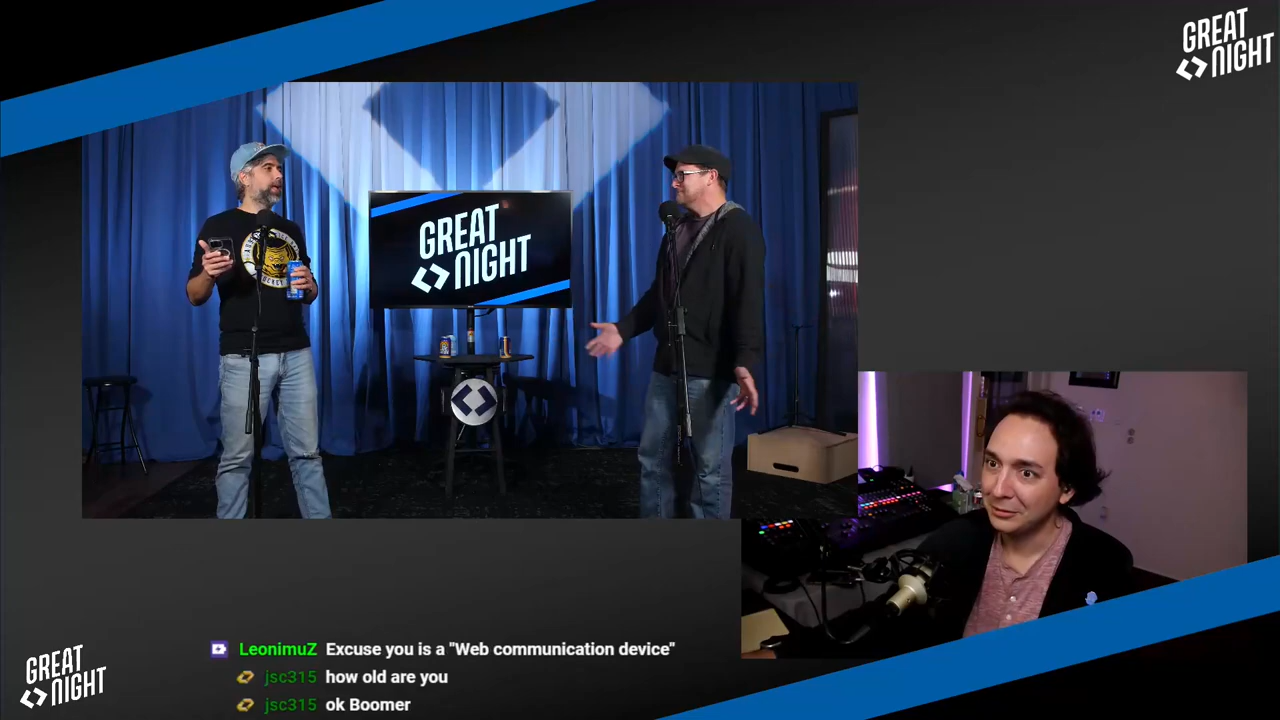 GREAT
NIGHT
GREAT
NIGHT
LeonimuZ Excuse you is a "Web communication device"
jsc315 how old are you
jsc315 ok Boomer
GREAT
NIGHT